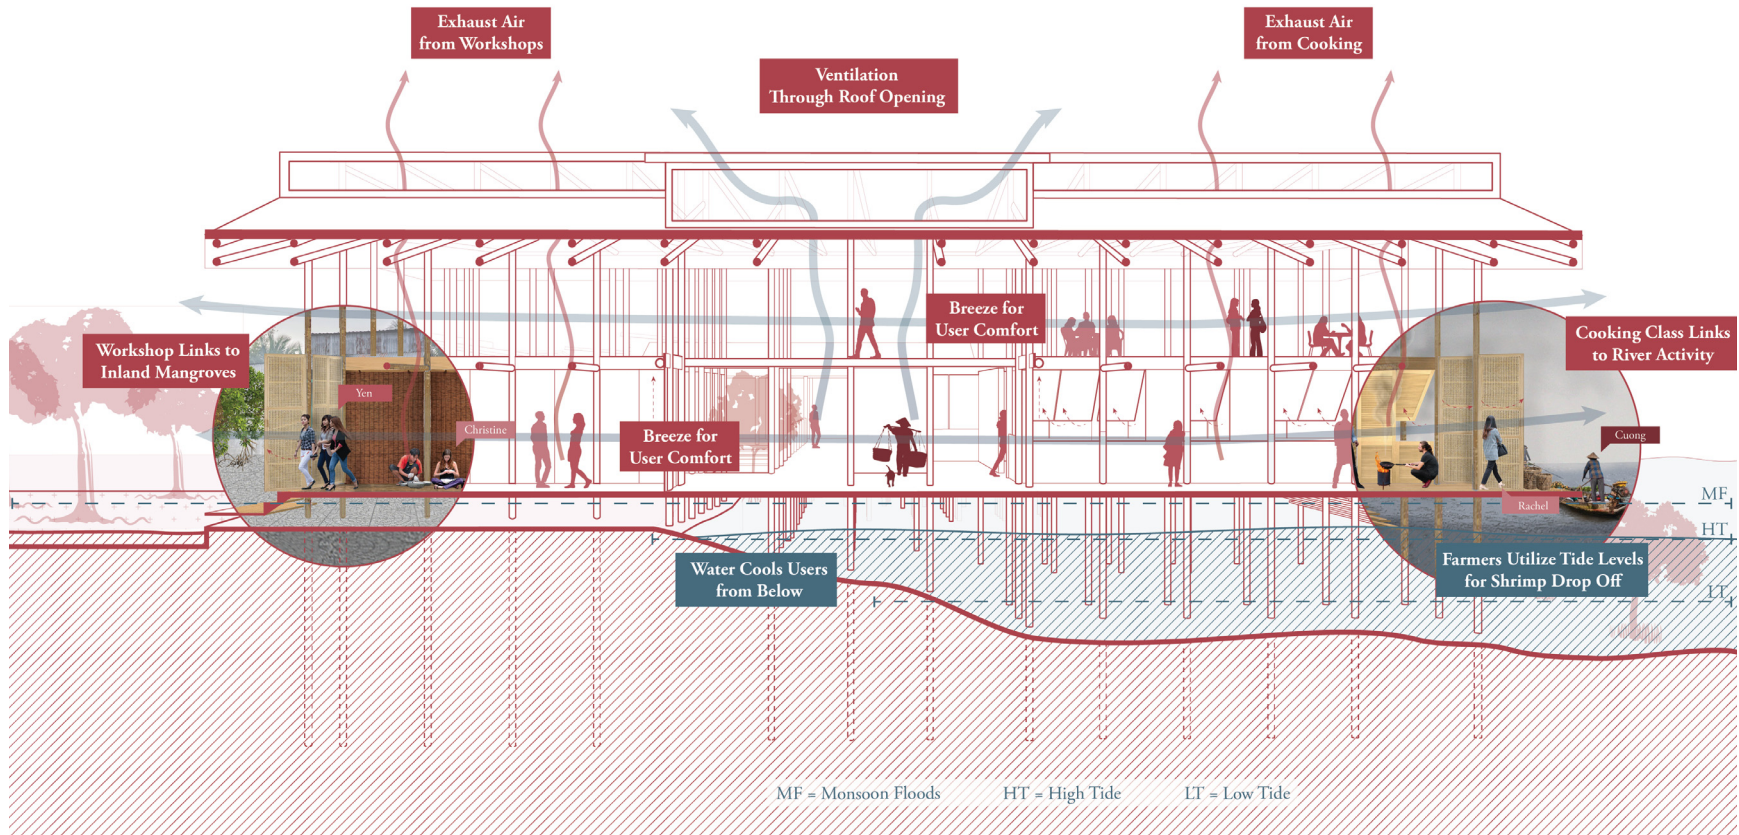 Exhaust Air
from Workshops
Exhaust Air
from Cooking
Ventilation
Through Roof Opening
Breeze for
User Comfort
Workshop Links to
Inland Mangroves
Cooking Class Links
to River Activity
Yen
Christine
Breeze for
User Comfort
Cuong
Rachel
MF
HT
Water Cools Users
from Below
Farmers Utilize Tide Levels
for Shrimp Drop Off
LT
MF = Monsoon Floods
HT = High Tide
LT = Low Tide